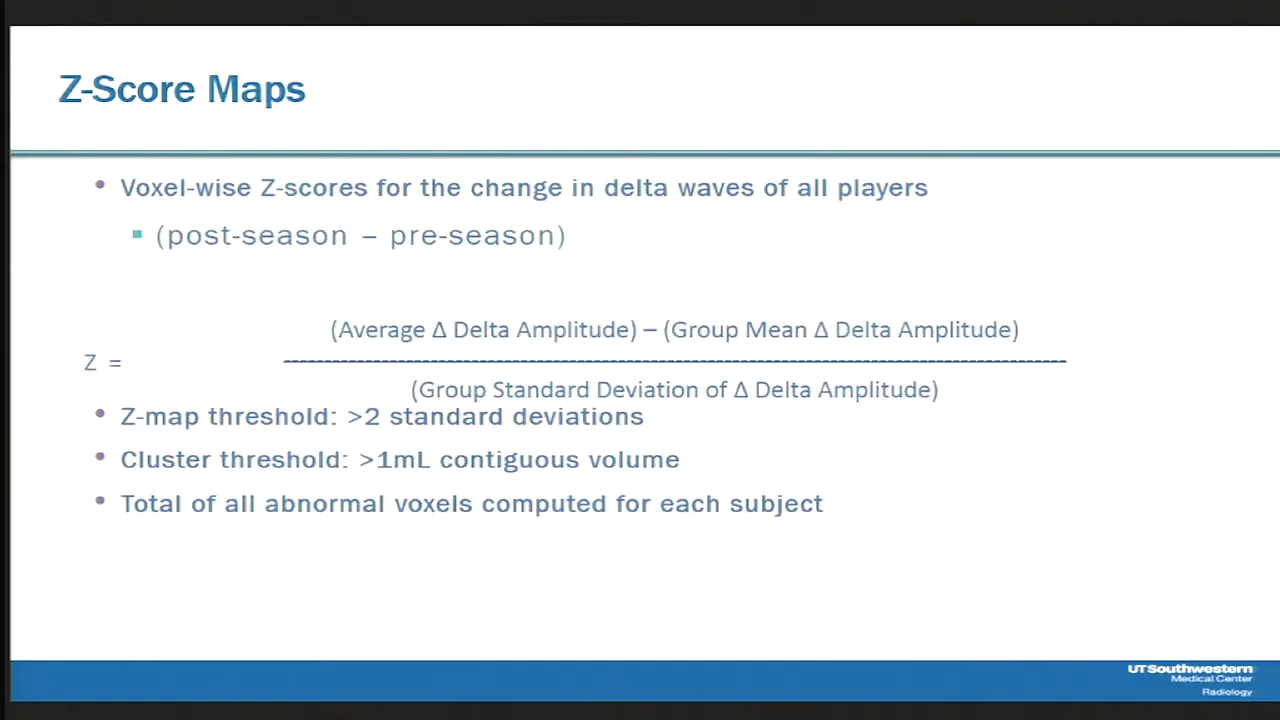 Z-Score Maps
Voxel-wise Z-scores for the change in delta waves of all players
(post-season – pre-season)
(Average Δ Delta Amplitude) – (Group Mean Δ Delta Amplitude)
Z =
(Group Standard Deviation of Δ Delta Amplitude)
Z-map threshold: >2 standard deviations
Cluster threshold: >1mL contiguous volume
Total of all abnormal voxels computed for each subject
UTSouthwestern
Medical Center
Radiology